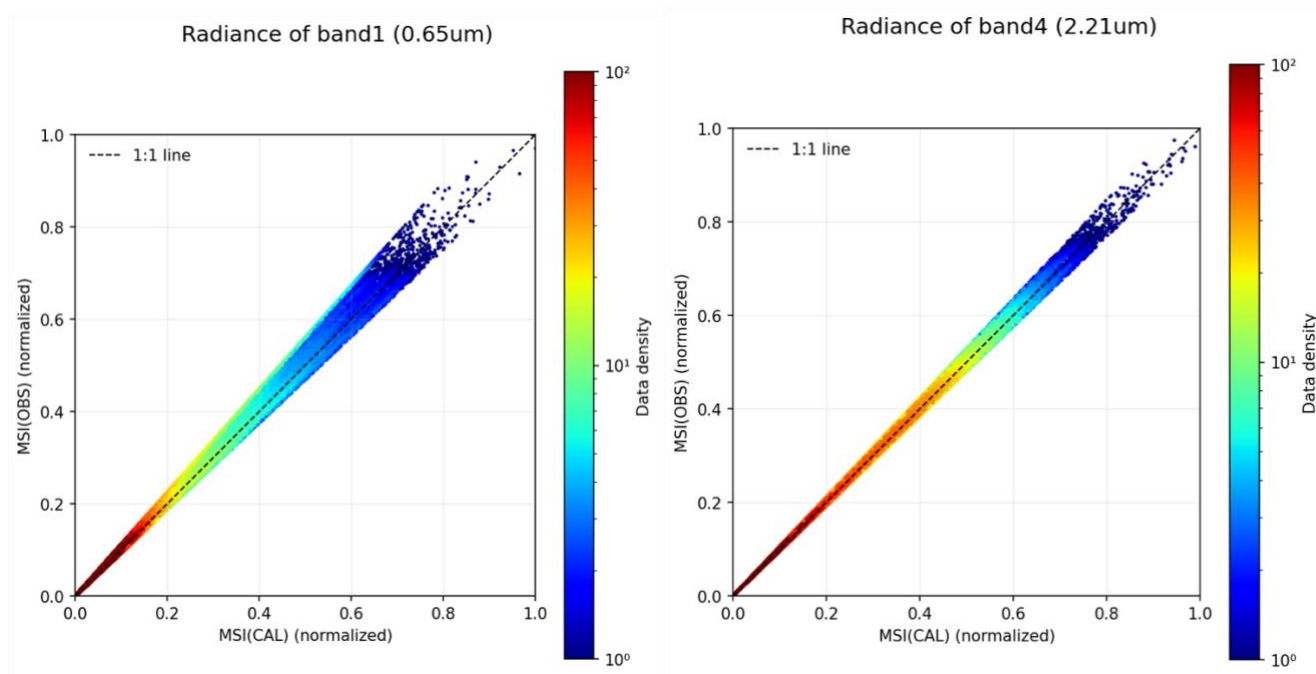 Radiance of band1 (0.65um)
1:1 line
1.0
0.8
0.6
0.4
0.2
0.0
0.0 0.2 0.4 0.6 0.8 1.0
MSI(CAL) (normalized)
MSI(OBS) (normalized)
10²
10¹
10⁰
Data density
Radiance of band4 (2.21um)
1:1 line
1.0
0.8
0.6
0.4
0.2
0.0
0.0 0.2 0.4 0.6 0.8 1.0
MSI(CAL) (normalized)
MSI(OBS) (normalized)
10²
10¹
10⁰
Data density